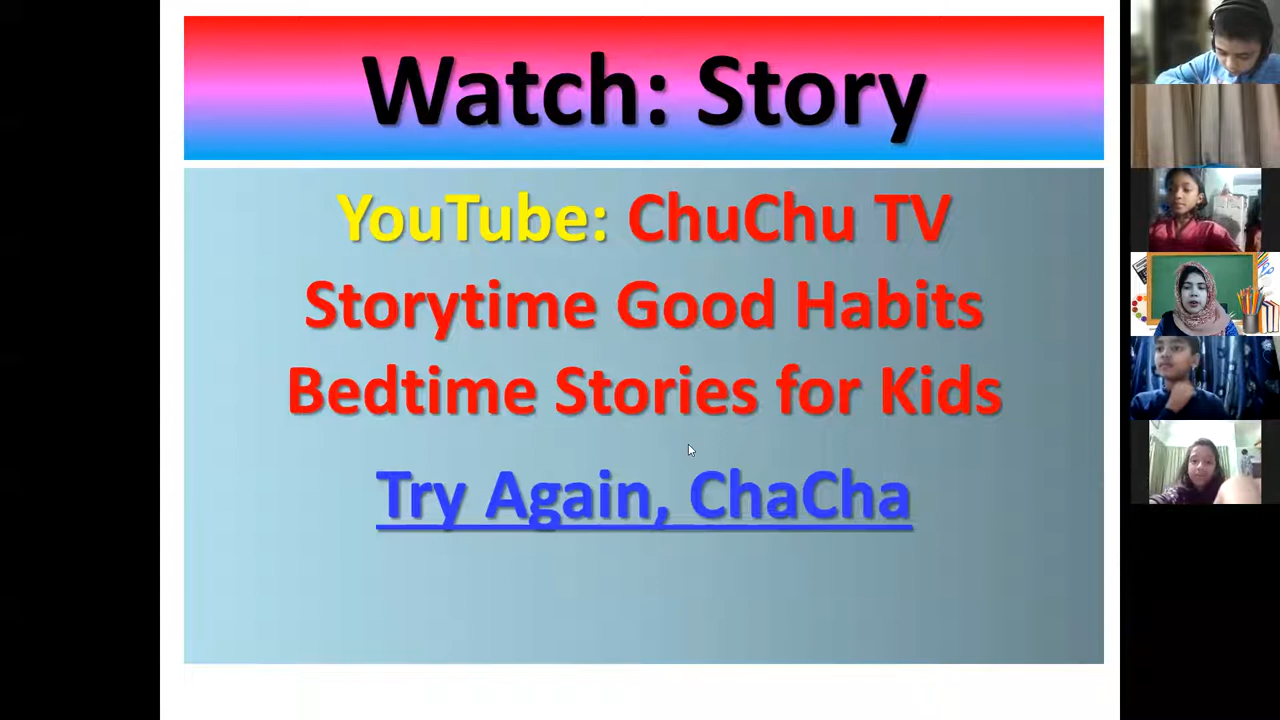 Watch: Story
YouTube: ChuChu TV
Storytime Good Habits
Bedtime Stories for Kids
Try Again, ChaCha